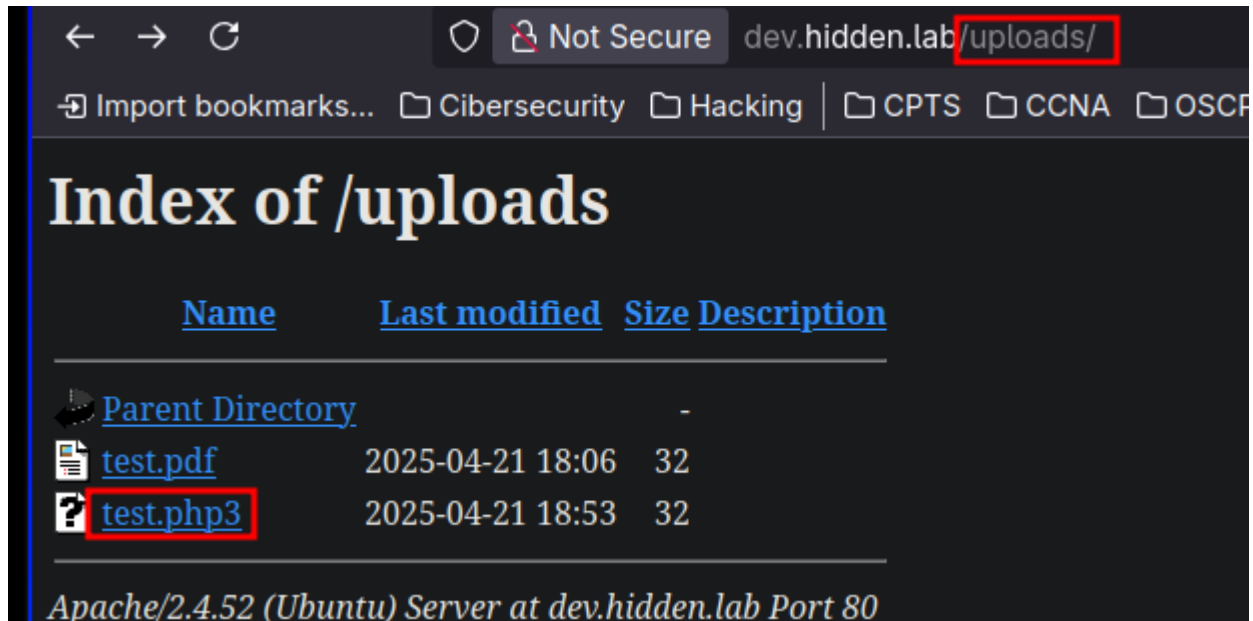 Not Secure dev.hidden.lab/uploads/
Import bookmarks... Cibersecurity Hacking CPTS CCNA OSCP
Index of /uploads
Name Last modified Size Description
Parent Directory -
test.pdf 2025-04-21 18:06 32
test.php3 2025-04-21 18:53 32
Apache/2.4.52 (Ubuntu) Server at dev.hidden.lab Port 80